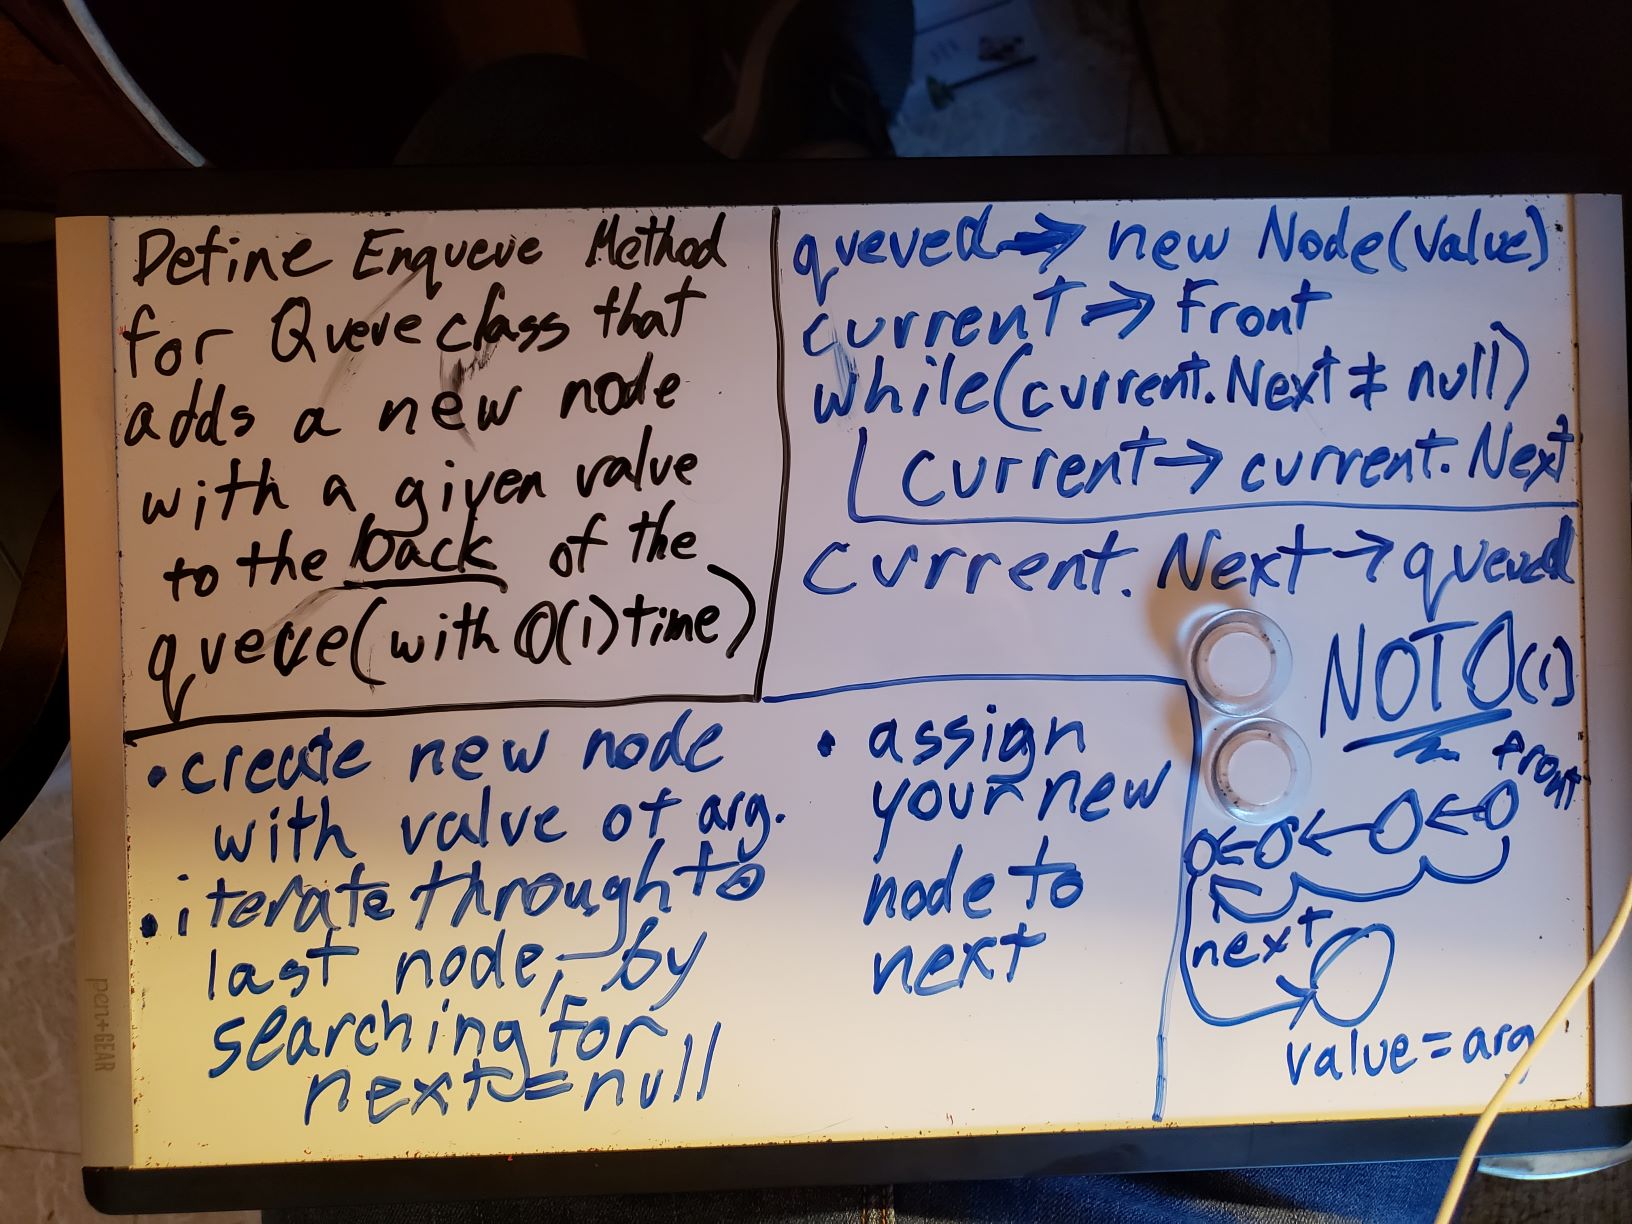 Define Enqueue Method
for Queue class that
adds a new node
with a given value
to the back of the
queue (with O(1) time)
queued → new Node(Value)
current → Front
while(current.Next ≠ null)
current → current.Next
current.Next → queued
NOT O(1)
• create new node
with value of arg.
• iterate through to
last node, by
searching for
next = null
• assign
your new
node to
next
front
next
value = arg
pen+GEAR